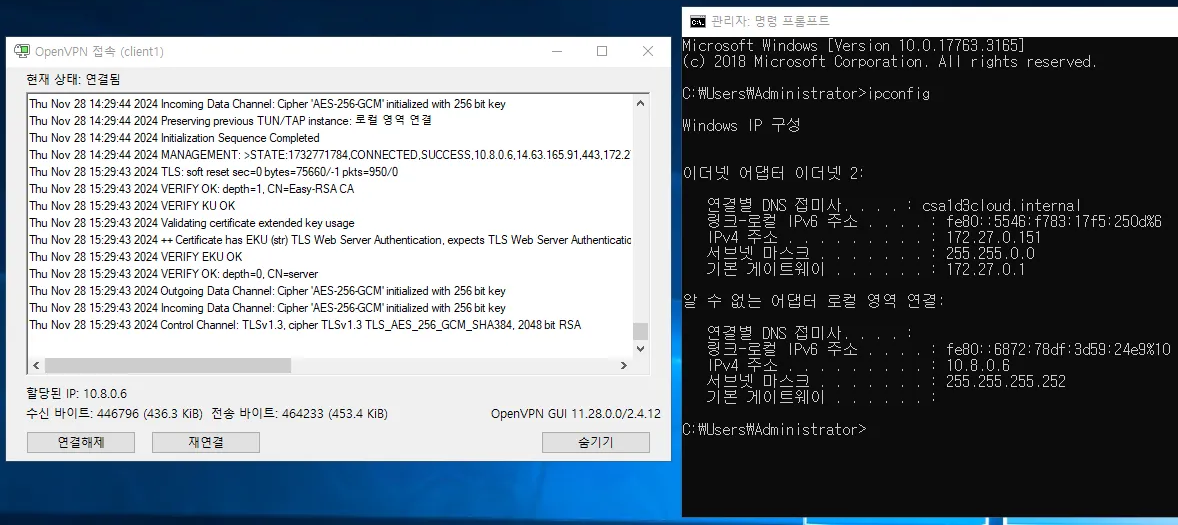 OpenVPN 접속 (client1)
현재 상태: 연결됨
Thu Nov 28 14:29:44 2024 Incoming Data Channel: Cipher 'AES-256-GCM' initialized with 256 bit key
Thu Nov 28 14:29:44 2024 Preserving previous TUN/TAP instance: 로컬 영역 연결
Thu Nov 28 14:29:44 2024 Initialization Sequence Completed
Thu Nov 28 14:29:44 2024 MANAGEMENT: >STATE:1732771784,CONNECTED,SUCCESS,10.8.0.6,14.63.165.91,443,172.2
Thu Nov 28 15:29:43 2024 TLS: soft reset sec=0 bytes=75660/-1 pkts=950/0
Thu Nov 28 15:29:43 2024 VERIFY OK: depth=1, CN=Easy-RSA CA
Thu Nov 28 15:29:43 2024 VERIFY KU OK
Thu Nov 28 15:29:43 2024 Validating certificate extended key usage
Thu Nov 28 15:29:43 2024 ++ Certificate has EKU (str) TLS Web Server Authentication, expects TLS Web Server Authenticatio
Thu Nov 28 15:29:43 2024 VERIFY EKU OK
Thu Nov 28 15:29:43 2024 VERIFY OK: depth=0, CN=server
Thu Nov 28 15:29:43 2024 Outgoing Data Channel: Cipher 'AES-256-GCM' initialized with 256 bit key
Thu Nov 28 15:29:43 2024 Incoming Data Channel: Cipher 'AES-256-GCM' initialized with 256 bit key
Thu Nov 28 15:29:43 2024 Control Channel: TLSv1.3, cipher TLSv1.3 TLS_AES_256_GCM_SHA384, 2048 bit RSA
할당된 IP: 10.8.0.6
수신 바이트: 446796 (436.3 KiB) 전송 바이트: 464233 (453.4 KiB) OpenVPN GUI 11.28.0.0/2.4.12
연결해제 재연결 숨기기
관리자: 명령 프롬프트
Microsoft Windows [Version 10.0.17763.3165]
(c) 2018 Microsoft Corporation. All rights reserved.
C:₩Users₩Administrator>ipconfig
Windows IP 구성
이더넷 어댑터 이더넷 2:
연결별 DNS 접미사. . . . : csa1d3cloud.internal
링크-로컬 IPv6 주소 . . . . : fe80::5546:f783:17f5:250d%6
IPv4 주소 . . . . . . . . . : 172.27.0.151
서브넷 마스크 . . . . . . . : 255.255.0.0
기본 게이트웨이 . . . . . . : 172.27.0.1
알 수 없는 어댑터 로컬 영역 연결:
연결별 DNS 접미사. . . . :
링크-로컬 IPv6 주소 . . . . : fe80::6872:78df:3d59:24e9%10
IPv4 주소 . . . . . . . . . : 10.8.0.6
서브넷 마스크 . . . . . . . : 255.255.255.252
기본 게이트웨이 . . . . . . :
C:₩Users₩Administrator>